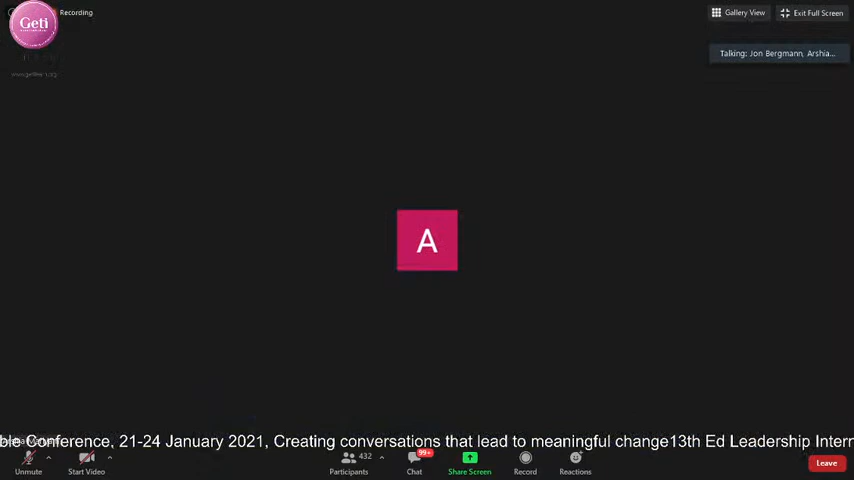 Geti
Recording
Gallery View
Exit Full Screen
Talking: Jon Bergmann, Arshia...
A
ble Conference, 21-24 January 2021, Creating conversations that lead to meaningful change13th Ed Leadership Intern
432
99+
Unmute
Start Video
Participants
Chat
Share Screen
Record
Reactions
Leave